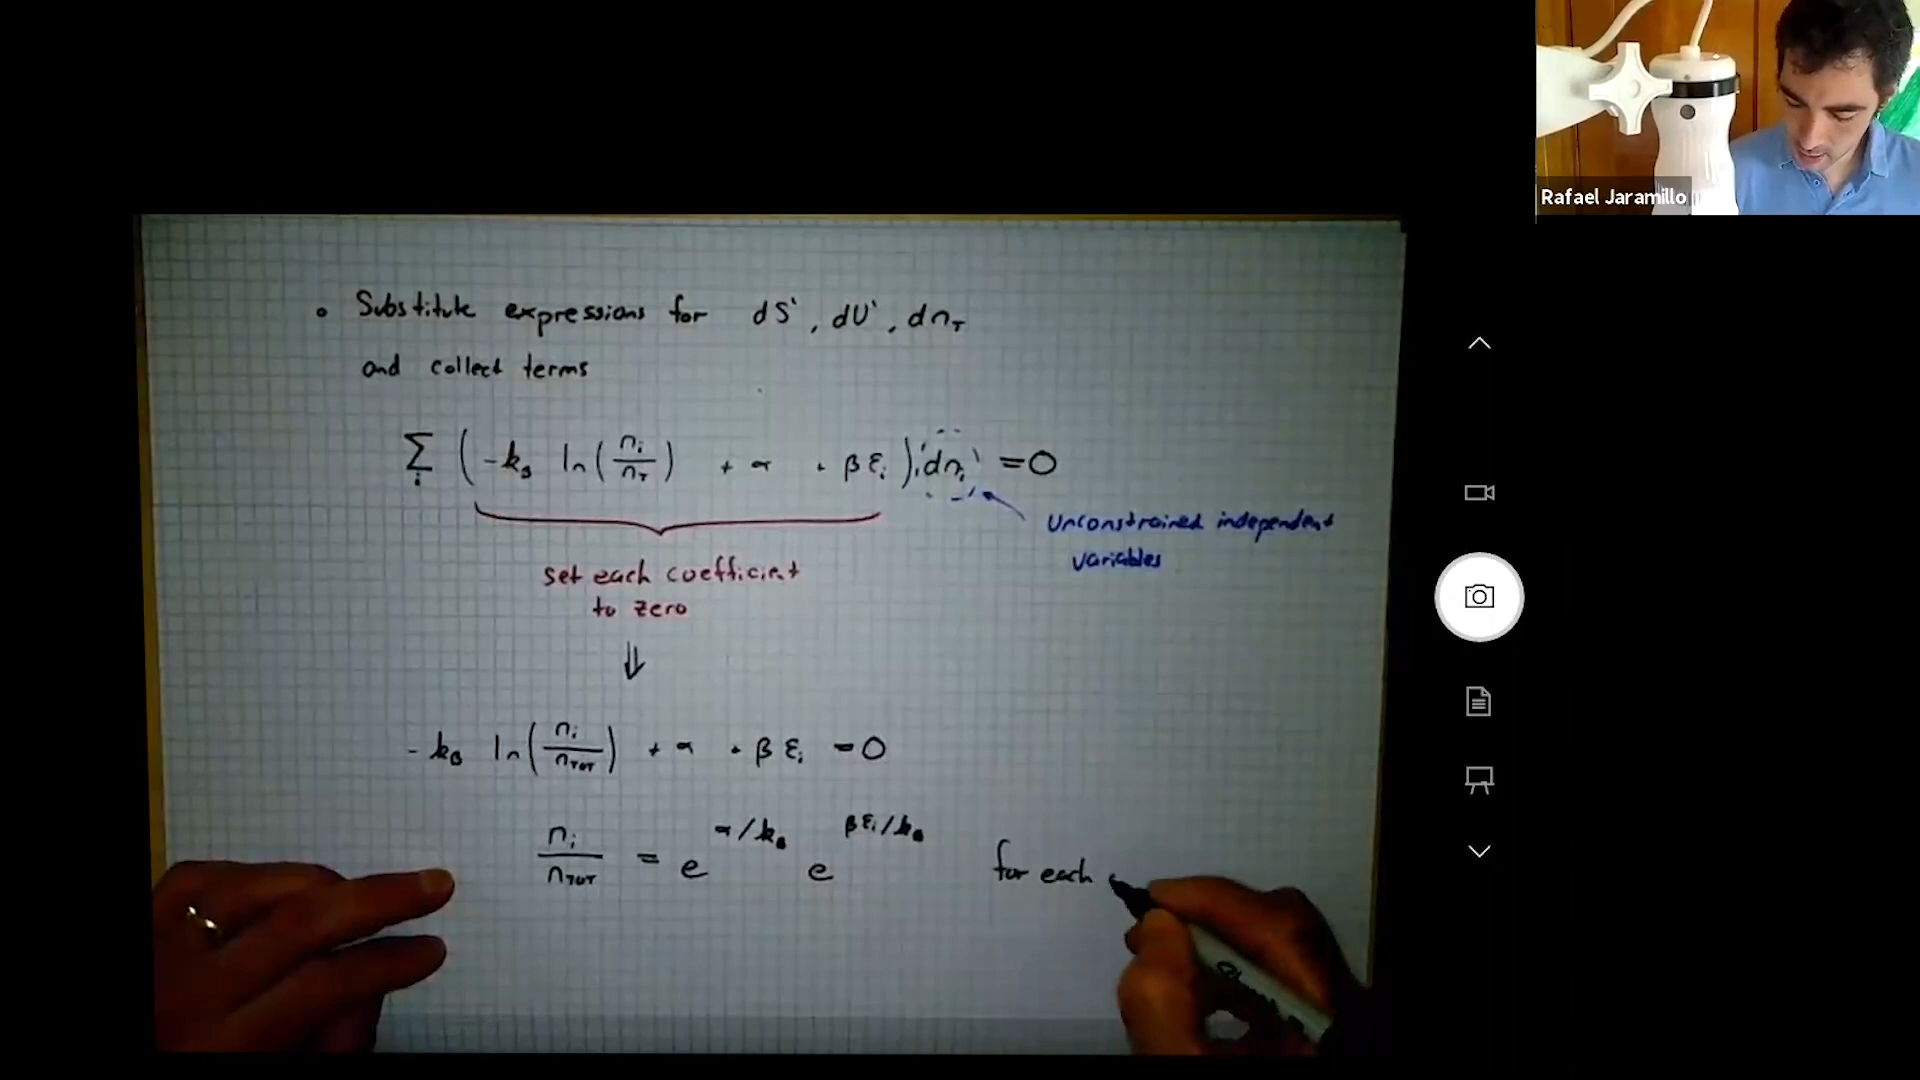 Rafael Jaramillo
• Substitute expressions for dS', dU', dn_T
and collect terms
∑_i ( -k_B ln(n_i/n_T) + α + βε_i ) dn_i = 0
unconstrained independent
variables
set each coefficient
to zero
⇓
- k_B ln(n_i/n_TOT) + α + βε_i = 0
n_i/n_TOT = e^{α/k_B} e^{βε_i/k_B} for each